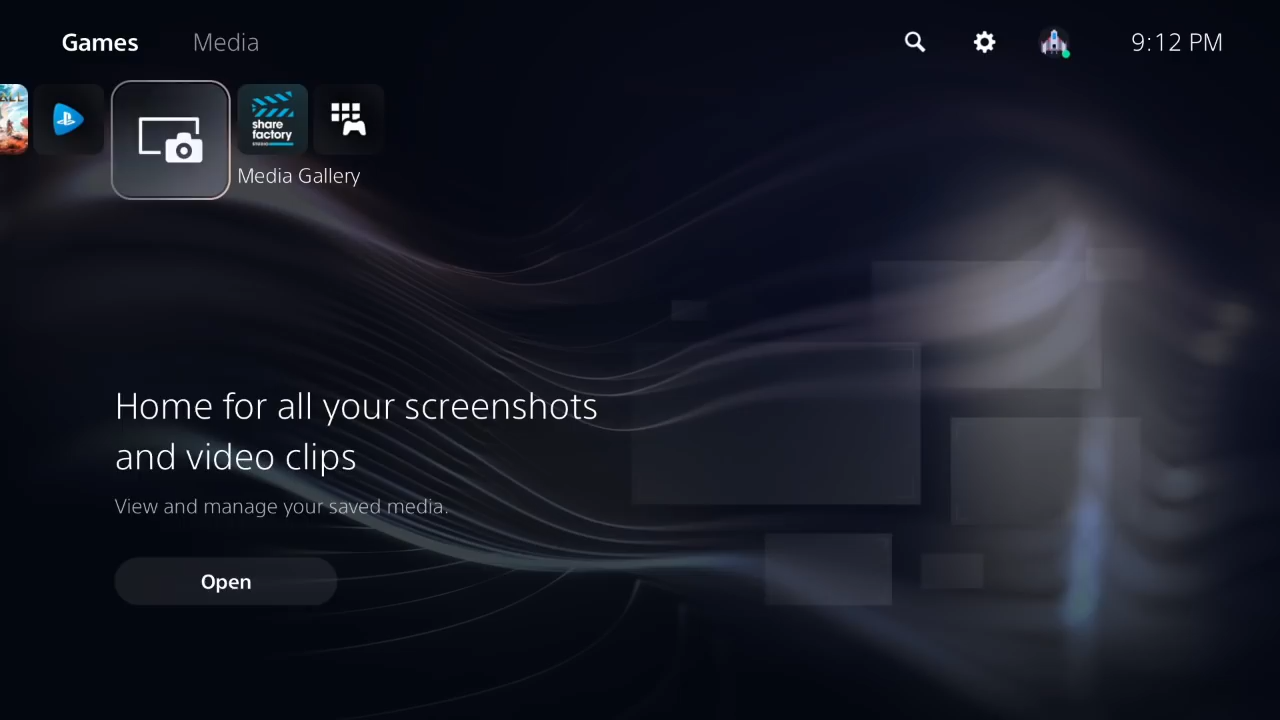 Games
Media
9:12 PM
share
factory
STUDIO
Media Gallery
Home for all your screenshots
and video clips
View and manage your saved media.
Open